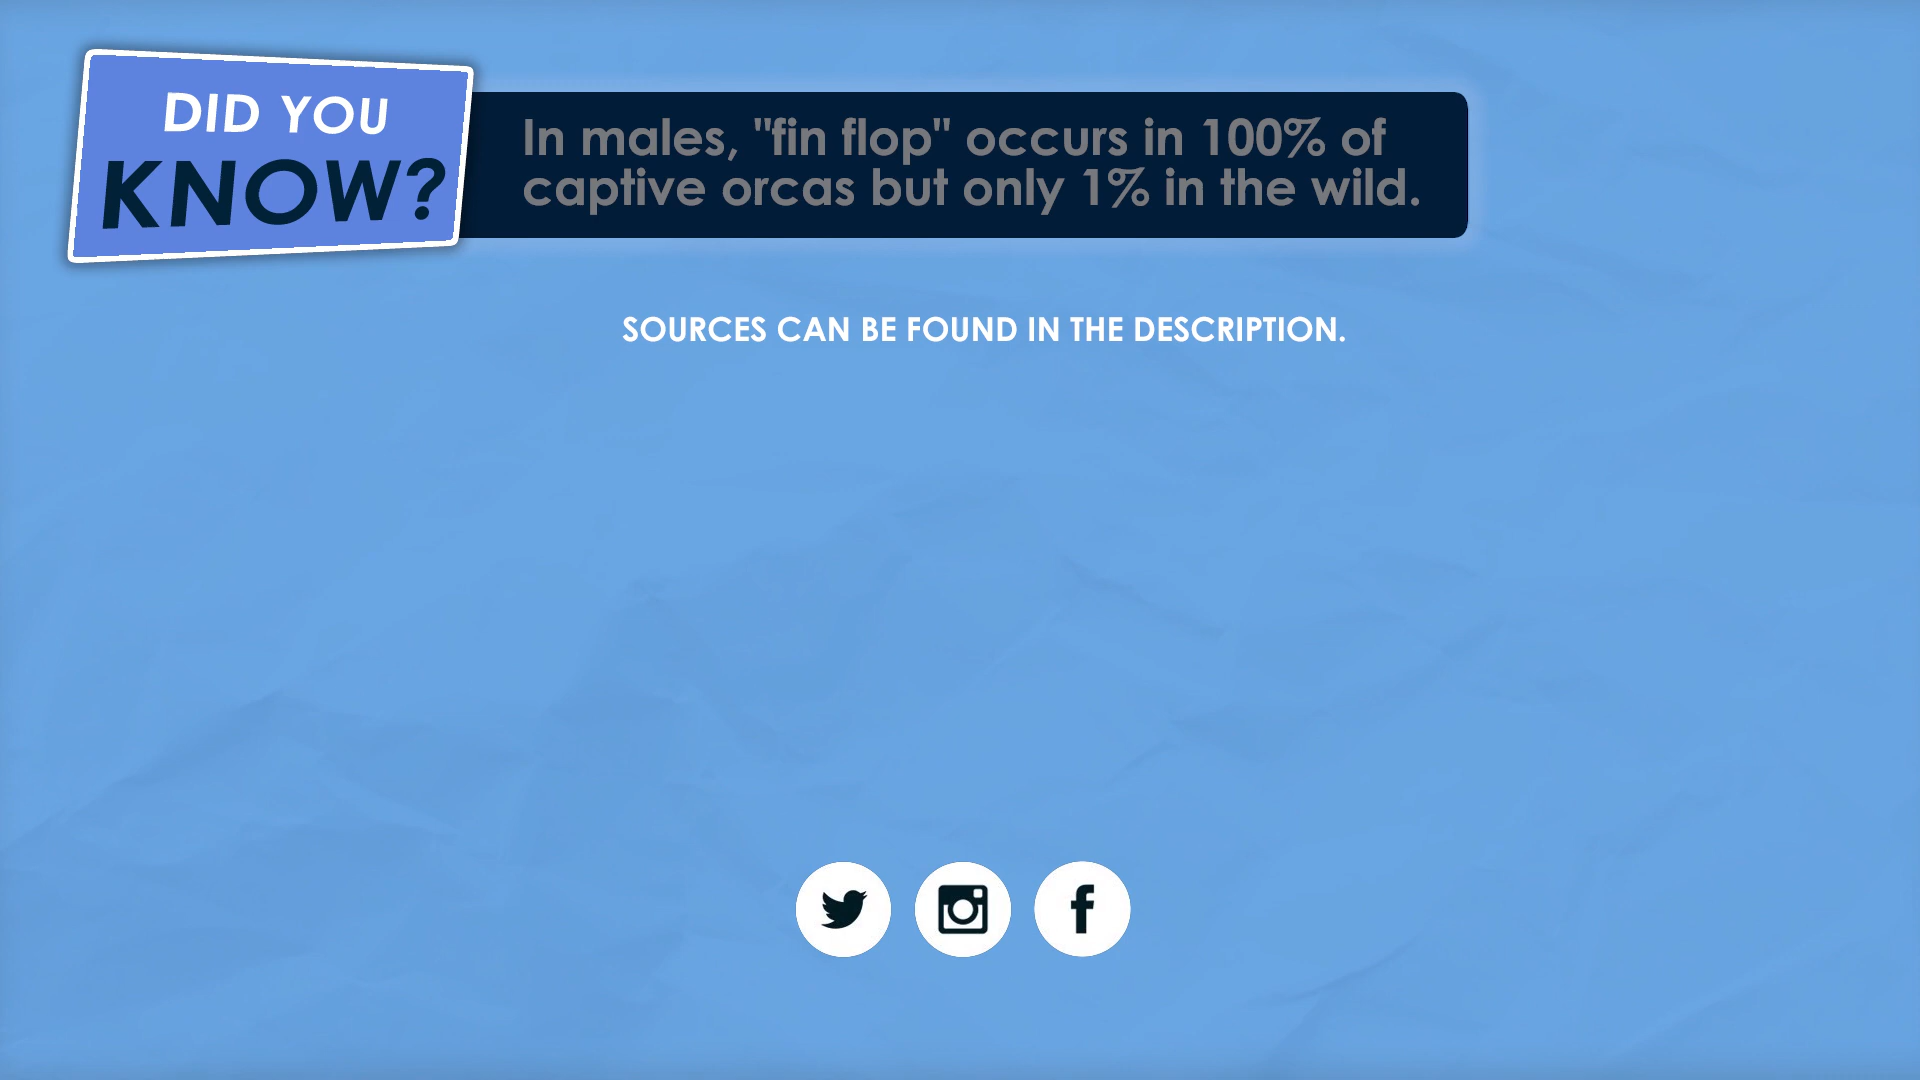 DID YOU
KNOW?
In males, "fin flop" occurs in 100% of
captive orcas but only 1% in the wild.
SOURCES CAN BE FOUND IN THE DESCRIPTION.